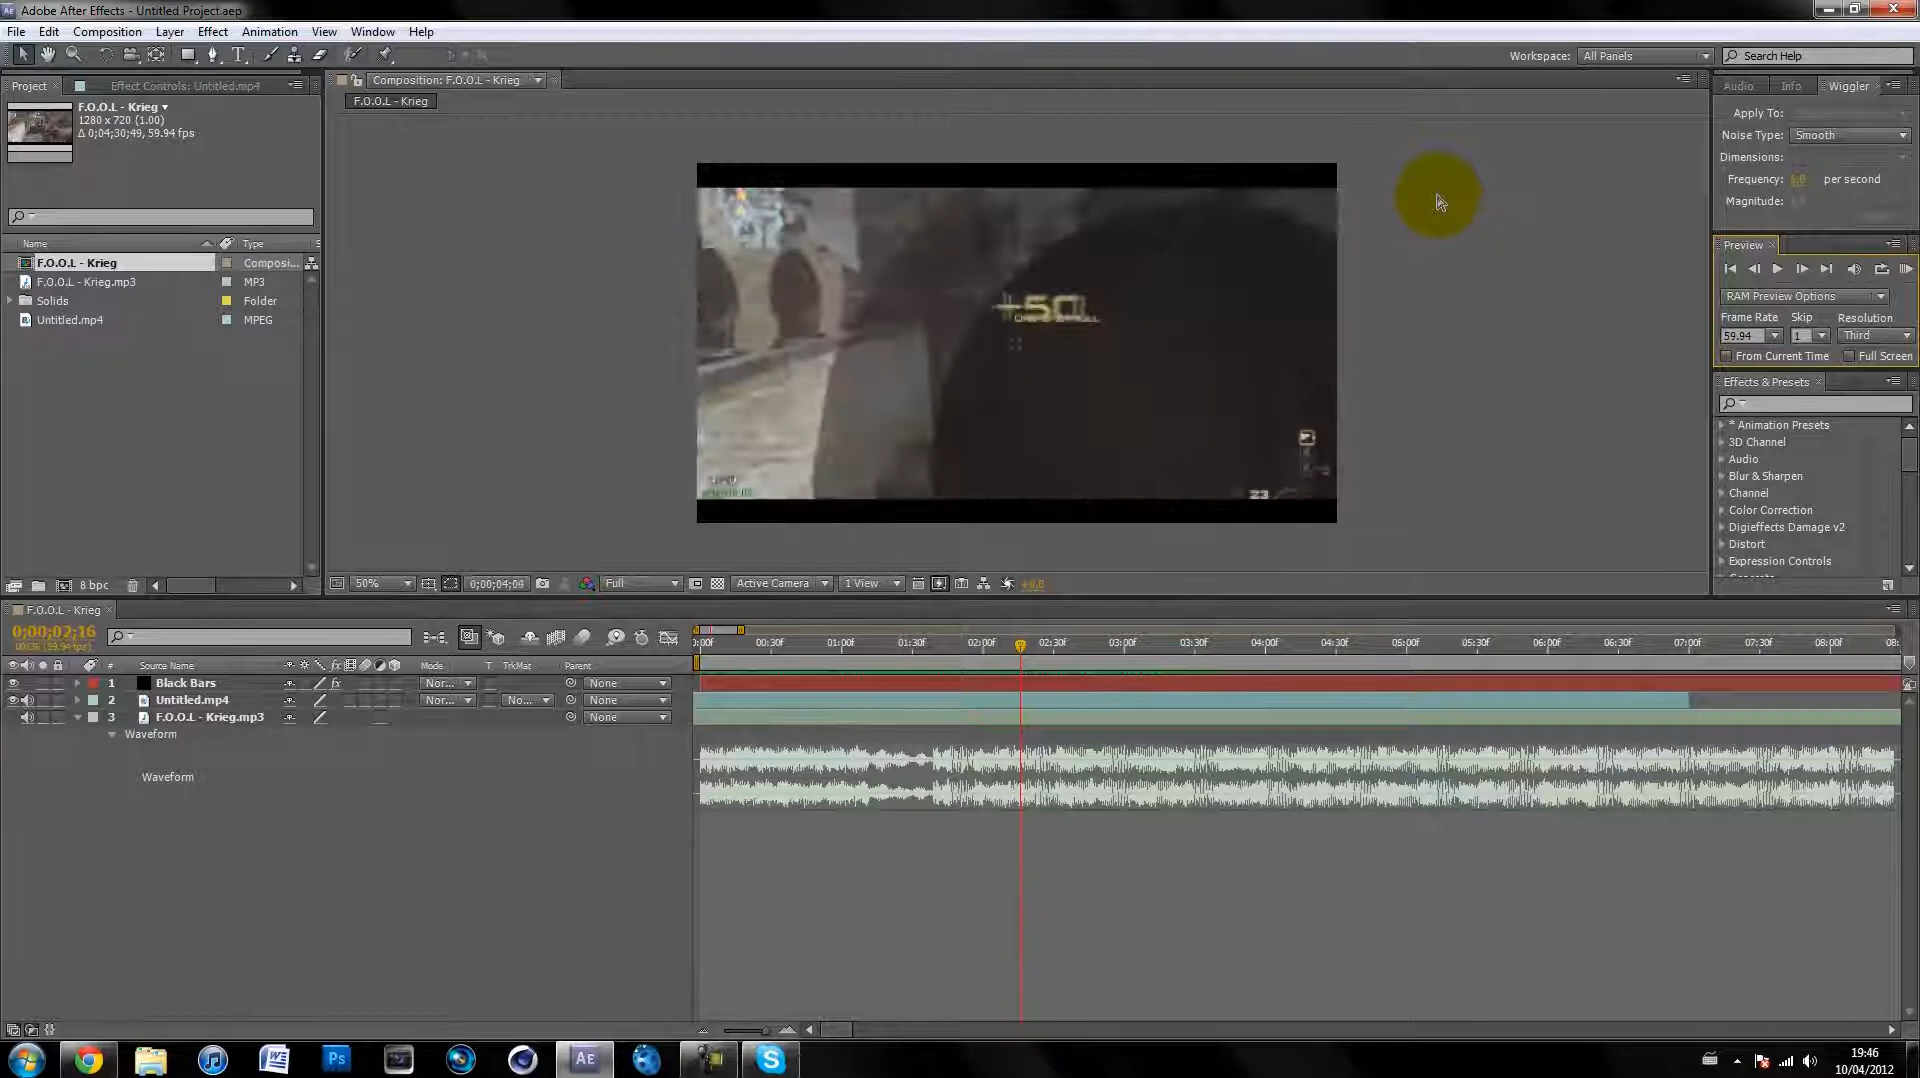 Adobe After Effects - Untitled Project.aep
File Edit Composition Layer Effect Animation View Window Help
Workspace: All Panels Search Help
Project Effect Controls: Untitled.mp4
Composition: F.O.O.L - Krieg
Audio Info Wiggler
F.O.O.L - Krieg
1280 x 720 (1.00)
Δ 0;04;30;49, 59.94 fps
F.O.O.L - Krieg
Apply To:
Noise Type: Smooth
Dimensions:
Frequency: per second
Magnitude:
Name Type
F.O.O.L - Krieg Composi...
F.O.O.L - Krieg.mp3 MP3
Solids Folder
Untitled.mp4 MPEG
+50
Preview
RAM Preview Options
Frame Rate Skip Resolution
59.94 1 Third
From Current Time Full Screen
Effects & Presets
* Animation Presets
3D Channel
Audio
Blur & Sharpen
Channel
Color Correction
Digieffects Damage v2
Distort
Expression Controls
8 bpc
50% 0;00;04;04 Full Active Camera 1 View +0.0
F.O.O.L - Krieg
0;00;02;16
00136 (59.94 fps)
0:00f 00:30f 01:00f 01:30f 02:00f 02:30f 03:00f 03:30f 04:00f 04:30f 05:00f 05:30f 06:00f 06:30f 07:00f 07:30f 08:00f
# Source Name Mode T TrkMat Parent
1 Black Bars Nor... None
2 Untitled.mp4 Nor... No... None
3 F.O.O.L - Krieg.mp3 None
Waveform
Waveform
19:46
10/04/2012